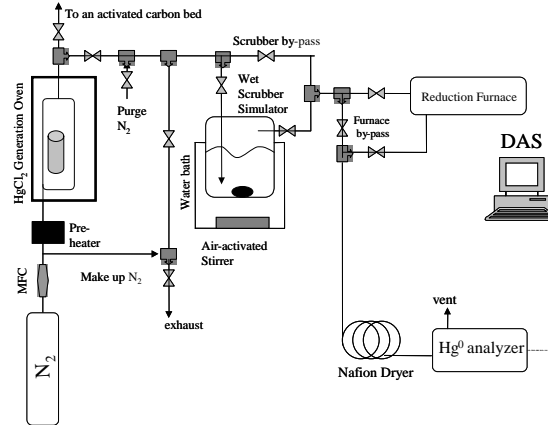 To an activated carbon bed
Scrubber by-pass
Wet
Scrubber
Simulator
Purge
N₂
HgCl₂ Generation Oven
Reduction Furnace
Furnace
by-pass
DAS
Water bath
Pre-
heater
Air-activated
Stirrer
MFC
Make up N₂
exhaust
vent
N₂
Hg⁰ analyzer
Nafion Dryer